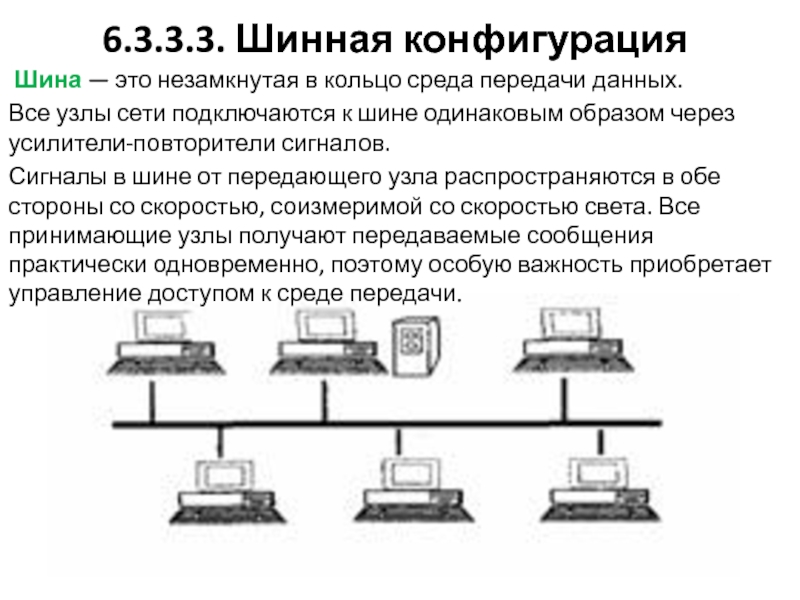 6.3.3.3. Шинная конфигурация
Шина — это незамкнутая в кольцо среда передачи данных.
Все узлы сети подключаются к шине одинаковым образом через
усилители-повторители сигналов.
Сигналы в шине от передающего узла распространяются в обе
стороны со скоростью, соизмеримой со скоростью света. Все
принимающие узлы получают передаваемые сообщения
практически одновременно, поэтому особую важность приобретает
управление доступом к среде передачи.